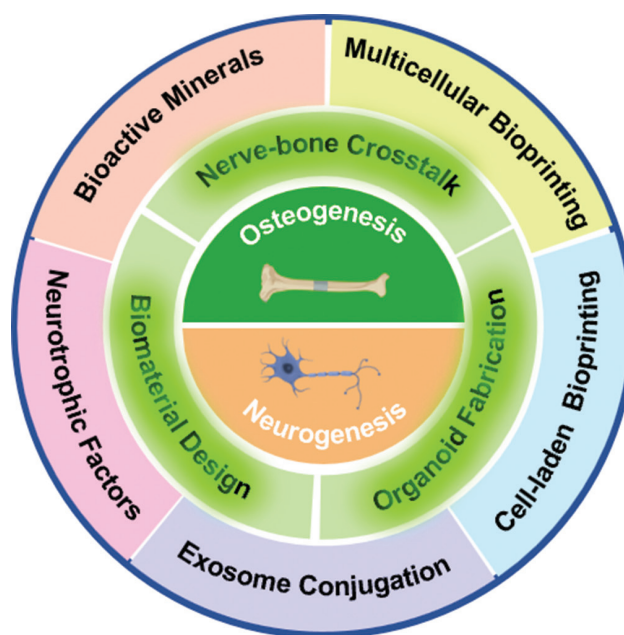 Bioactive Minerals
Multicellular Bioprinting
Cell-laden Bioprinting
Exosome Conjugation
Neurotrophic Factors
Nerve-bone Crosstalk
Organoid Fabrication
Biomaterial Design
Osteogenesis
Neurogenesis